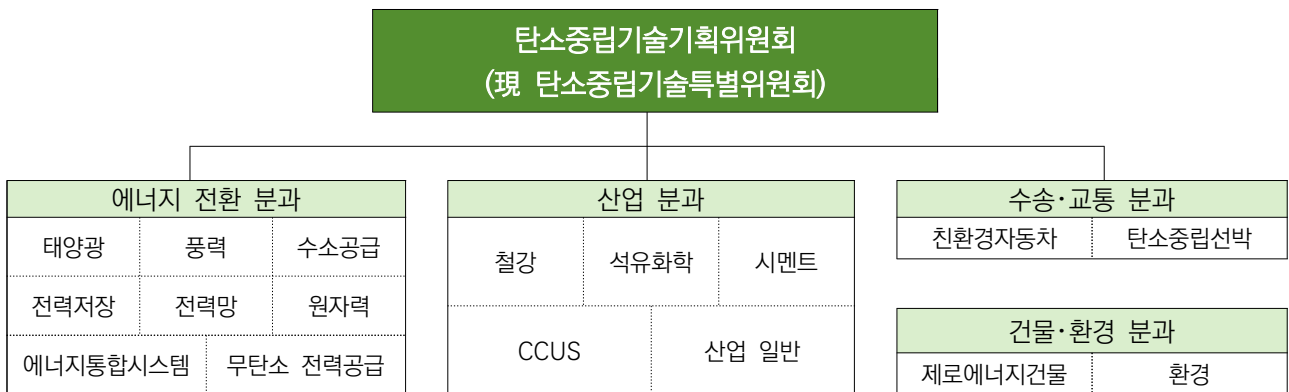 탄소중립기술기획위원회
(現 탄소중립기술특별위원회)
에너지 전환 분과
태양광 풍력 수소공급
전력저장 전력망 원자력
에너지통합시스템 무탄소 전력공급
산업 분과
철강 석유화학 시멘트
CCUS 산업 일반
수송·교통 분과
친환경자동차 탄소중립선박
건물·환경 분과
제로에너지건물 환경